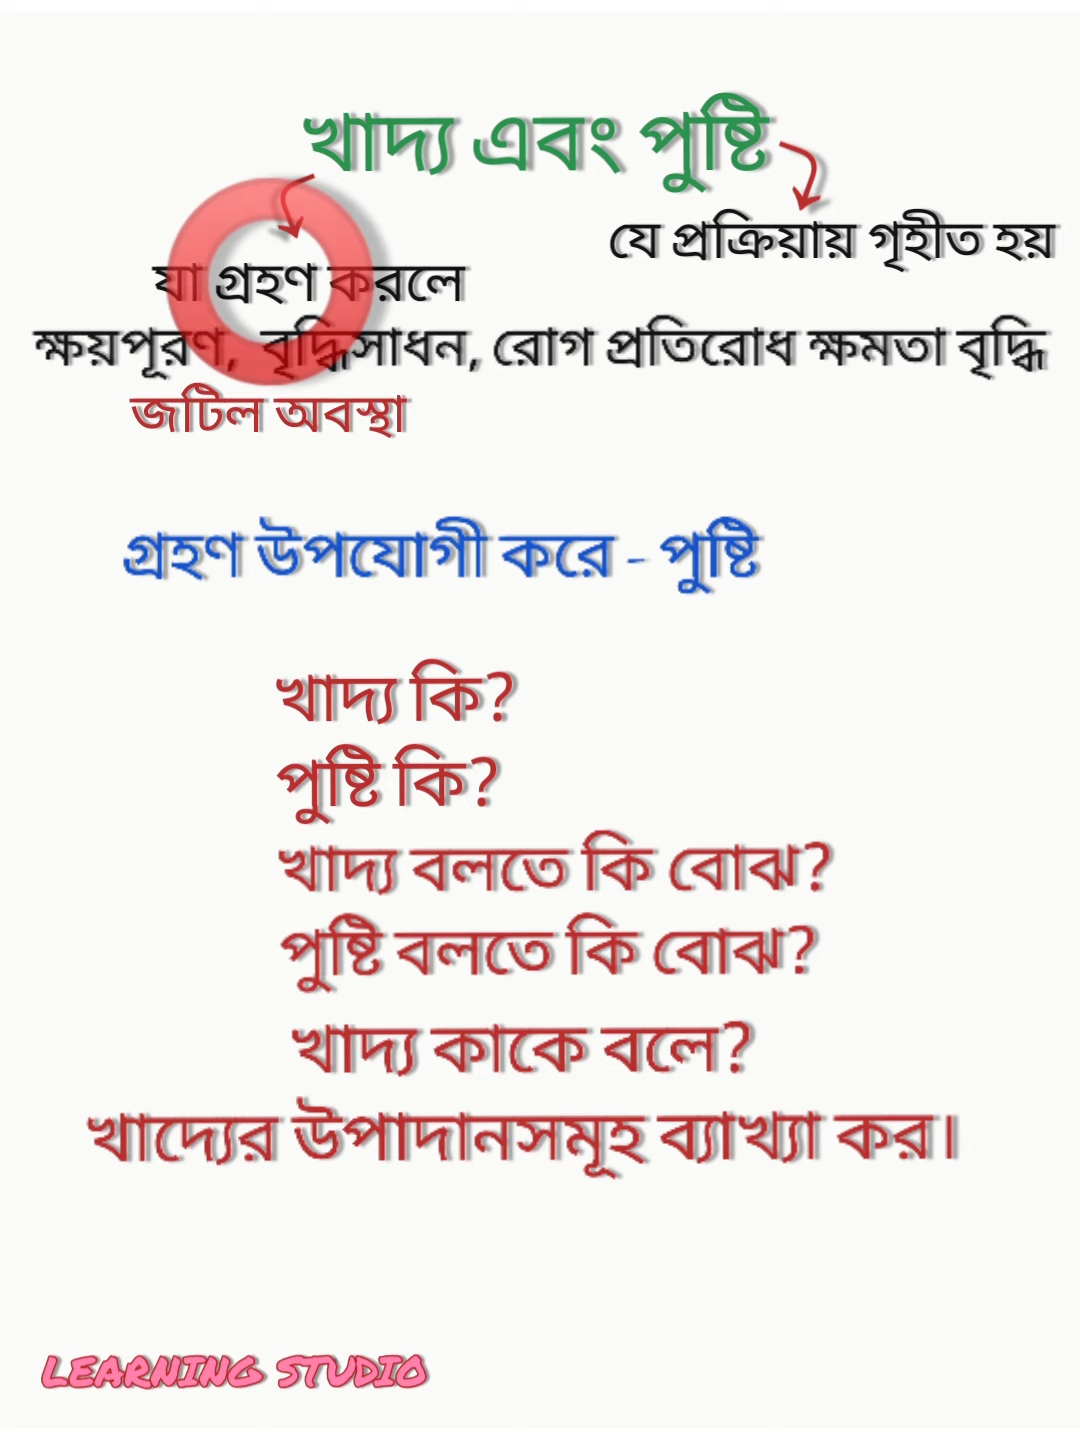 খাদ্য এবং পুষ্টি
যে প্রক্রিয়ায় গৃহীত হয়
যা গ্রহণ করলে
ক্ষয়পূরণ, বৃদ্ধিসাধন, রোগ প্রতিরোধ ক্ষমতা বৃদ্ধি
জটিল অবস্থা
গ্রহণ উপযোগী করে - পুষ্টি
খাদ্য কি?
পুষ্টি কি?
খাদ্য বলতে কি বোঝ?
পুষ্টি বলতে কি বোঝ?
খাদ্য কাকে বলে?
খাদ্যের উপাদানসমূহ ব্যাখ্যা কর।
LEARNING STUDIO